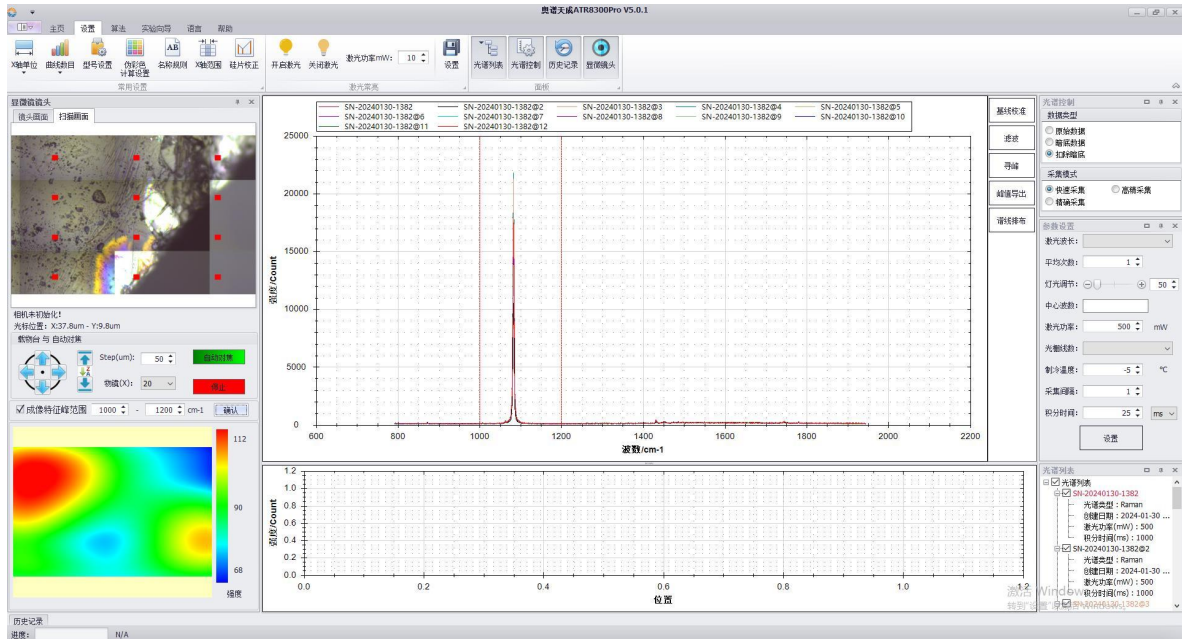 奥谱天成ATR8300Pro V5.0.1
主页 设置 算法 实验向导 语言 帮助
X轴单位 曲线数目 型号设置 伪彩色计算设置 名称规则 X轴范围 硅片校正 开启激光 关闭激光 激光功率mW: 10 设置 光谱列表 光谱控制 历史记录 显微镜头
常用设置 激光常亮 面板
显微镜镜头
镜头画面 扫描画面
相机未初始化!
光标位置: X:37.8um - Y:9.8um
载物台 与 自动对焦
Step(um): 50 自动对焦
物镜(X): 20 停止
成像特征峰范围 1000 - 1200 cm-1 确认
112
90
68
强度
SN-20240130-1382 SN-20240130-1382@2 SN-20240130-1382@3 SN-20240130-1382@4 SN-20240130-1382@5
SN-20240130-1382@6 SN-20240130-1382@7 SN-20240130-1382@8 SN-20240130-1382@9 SN-20240130-1382@10
SN-20240130-1382@11 SN-20240130-1382@12
25000
20000
15000
10000
5000
0
强度/Count
600 800 1000 1200 1400 1600 1800 2000 2200
波数/cm-1
基线校准
滤波
寻峰
峰值导出
谱线排布
1.2
1.0
0.8
0.6
0.4
0.2
0.0
强度/Count
0.0 0.2 0.4 0.6 0.8 1.0 1.2
位置
光谱控制
数据类型
原始数据
暗底数据
扣除暗底
采集模式
快速采集 高精采集
精确采集
参数设置
激光波长:
平均次数: 1
灯光调节: 50
中心波数:
激光功率: 500 mW
光栅线数:
制冷温度: -5 ℃
采集间隔: 1
积分时间: 25 ms
设置
光谱列表
光谱列表
SN-20240130-1382
光谱类型:Raman
创建日期:2024-01-30 ...
激光功率(mW):500
积分时间(ms):1000
SN-20240130-1382@2
光谱类型:Raman
创建日期:2024-01-30 ...
激光功率(mW):500
积分时间(ms):1000
SN-20240130-1382@3
激活 Windows
历史记录
进度: N/A